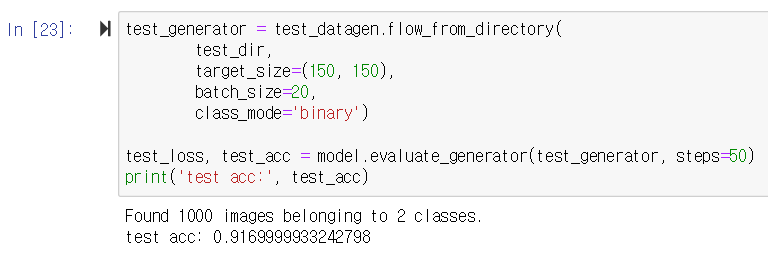 In [23]:
test_generator = test_datagen.flow_from_directory(
        test_dir,
        target_size=(150, 150),
        batch_size=20,
        class_mode='binary')

test_loss, test_acc = model.evaluate_generator(test_generator, steps=50)
print('test acc:', test_acc)
Found 1000 images belonging to 2 classes.
test acc: 0.9169999933242798